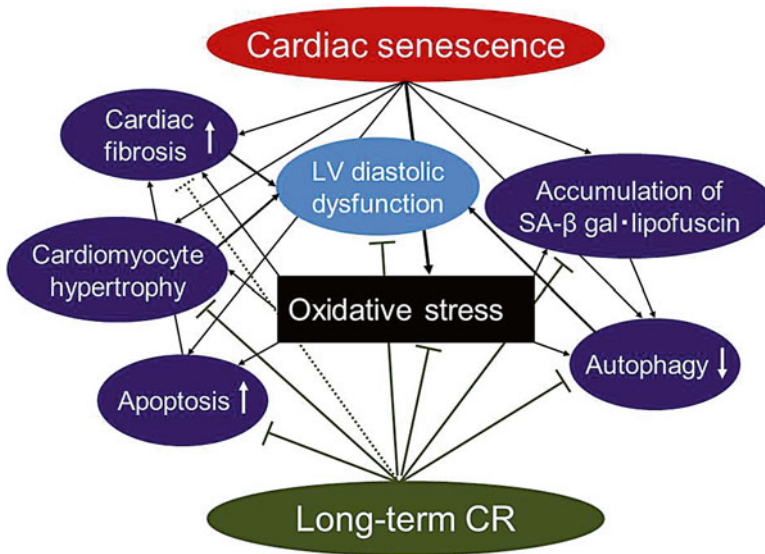 Cardiac senescence
Cardiac
fibrosis ↑
LV diastolic
dysfunction
Accumulation of
SA-β gal・lipofuscin
Cardiomyocyte
hypertrophy
Oxidative stress
Apoptosis ↑
Autophagy ↓
Long-term CR